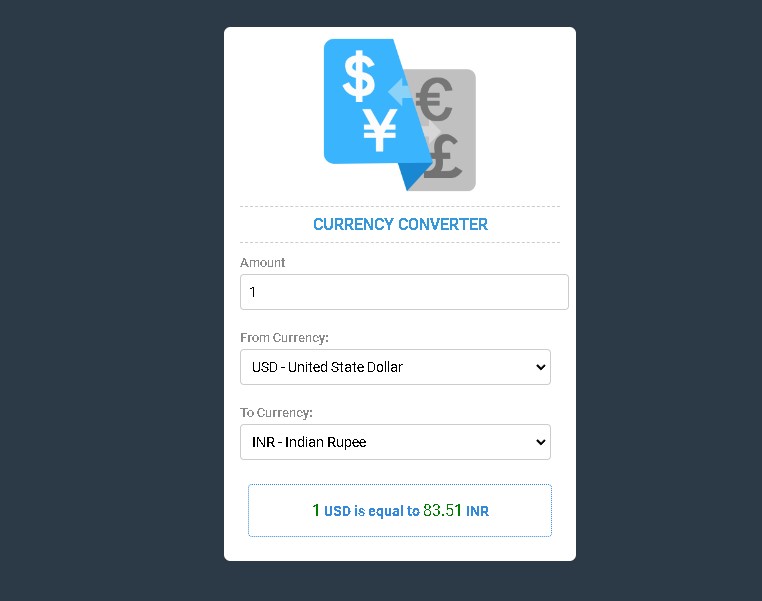 $
¥
€
£
CURRENCY CONVERTER
Amount
1
From Currency:
USD - United State Dollar
To Currency:
INR - Indian Rupee
1 USD is equal to 83.51 INR